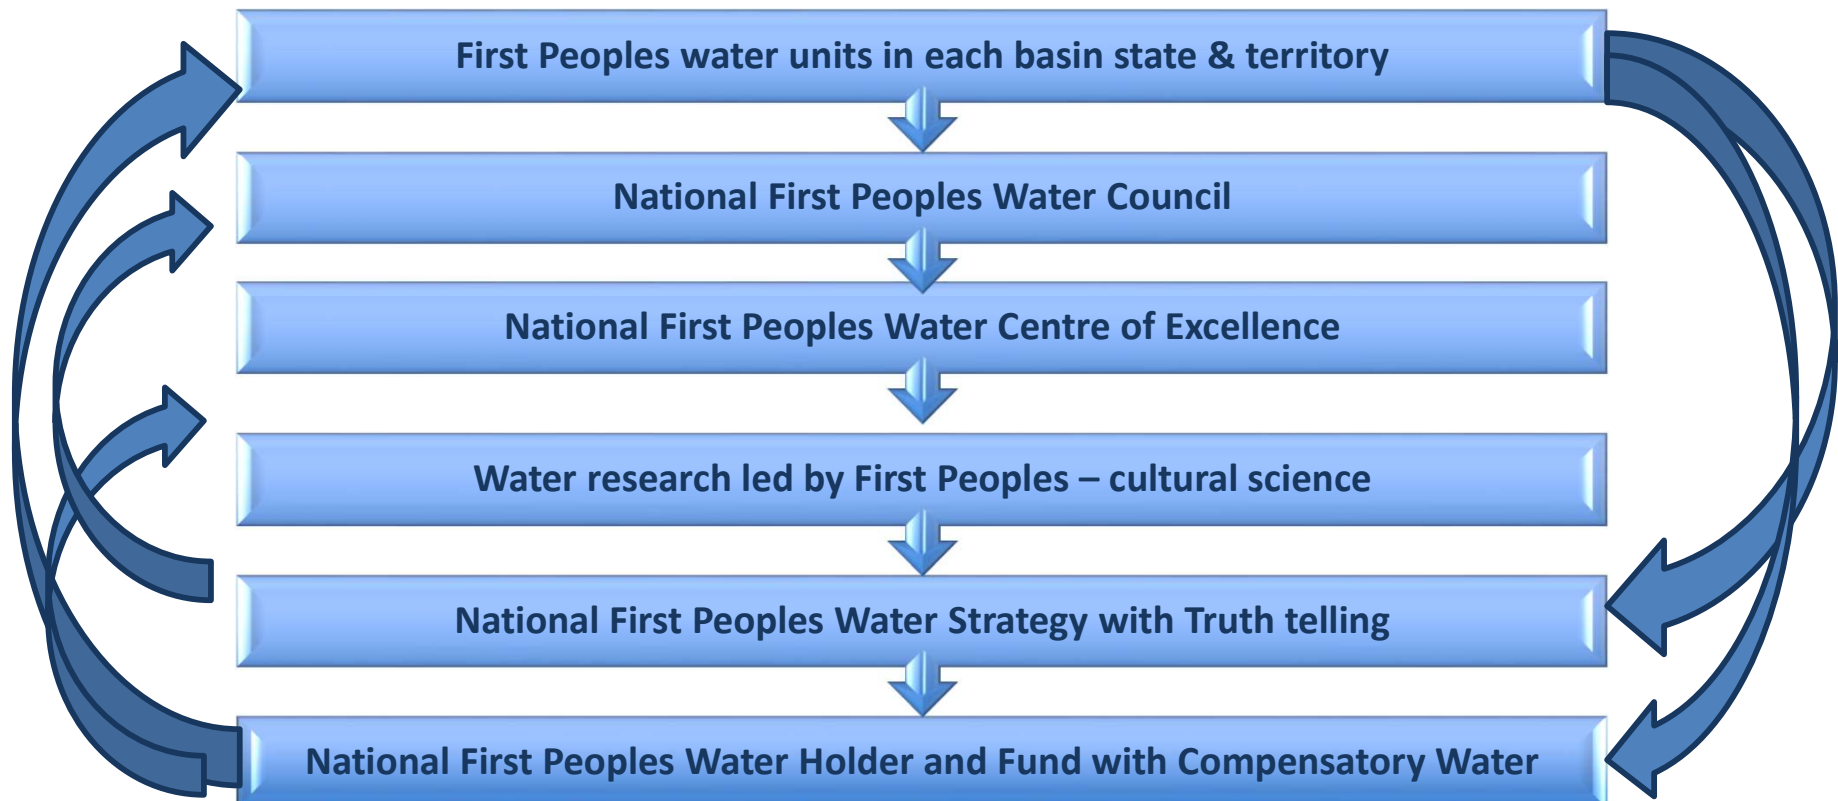 First Peoples water units in each basin state & territory
National First Peoples Water Council
National First Peoples Water Centre of Excellence
Water research led by First Peoples – cultural science
National First Peoples Water Strategy with Truth telling
National First Peoples Water Holder and Fund with Compensatory Water